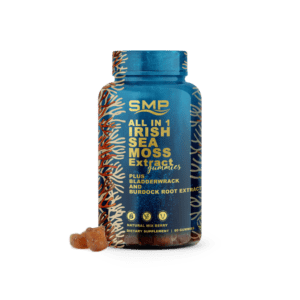 SMP
ALL IN 1
IRISH
SEA
MOSS
Extract
gummies
PLUS
BLADDERWRACK
AND
BURDOCK ROOT EXTRACT
NATURAL MIX BERRY
DIETARY SUPPLEMENT